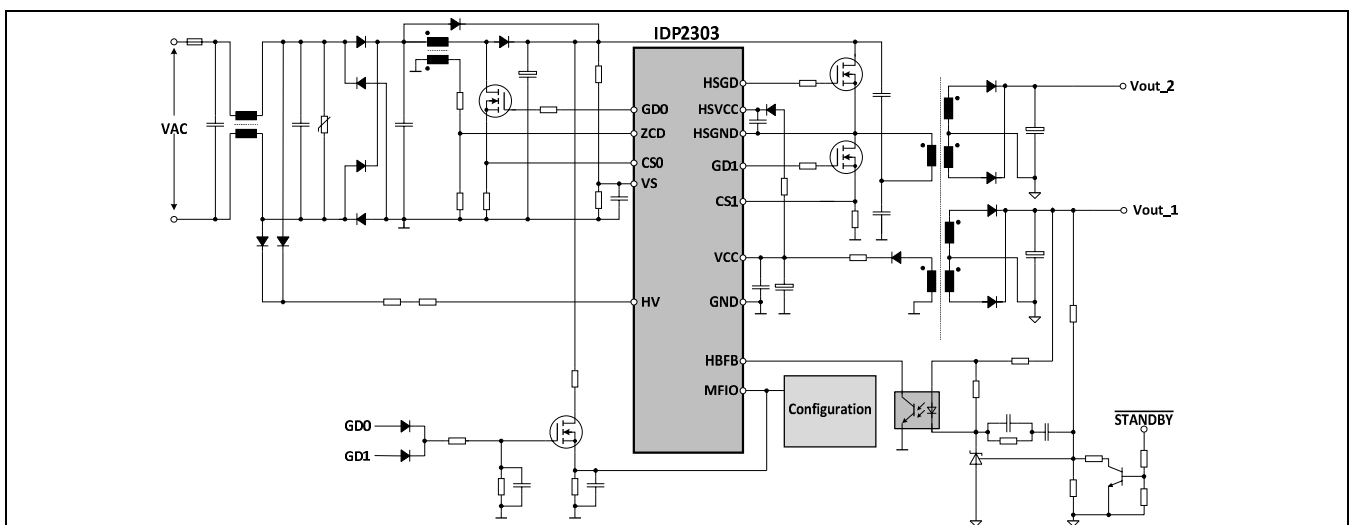 IDP2303
VAC
GD0
ZCD
CS0
VS
HV
HSGD
HSVCC
HSGND
GD1
CS1
VCC
GND
HBFB
MFIO
Vout_2
Vout_1
Configuration
STANDBY
GD0
GD1